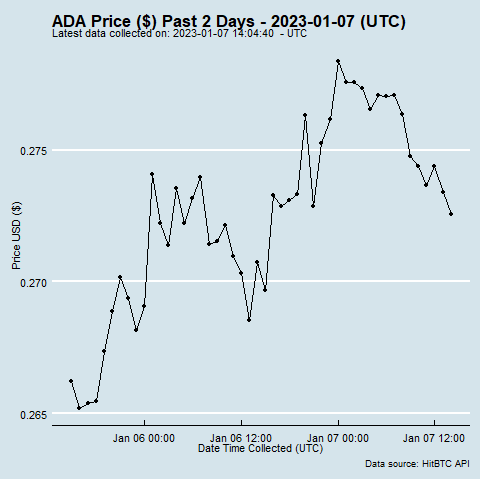 ADA Price ($) Past 2 Days - 2023-01-07 (UTC)
Latest data collected on: 2023-01-07 14:04:40 - UTC
0.275
0.270
0.265
Price USD ($)
Jan 06 00:00 Jan 06 12:00 Jan 07 00:00 Jan 07 12:00
Date Time Collected (UTC)
Data source: HitBTC API